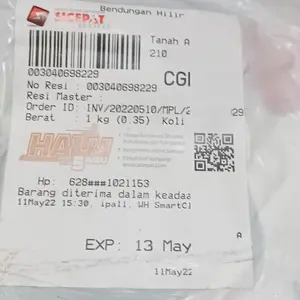 Bendungan Hilir
SICEPAT
Tanah A
210
003040698229
CGI
No Resi : 003040698229
Resi Master :
Order ID : INV/20220510/MPL/2
029
Berat : 1 kg (0.35) Koli
HALU
Hp: 628###1021153
Barang diterima dalam keadaa
11May22 15:30, ipall, WH SmartC
A
EXP: 13 May
11May22